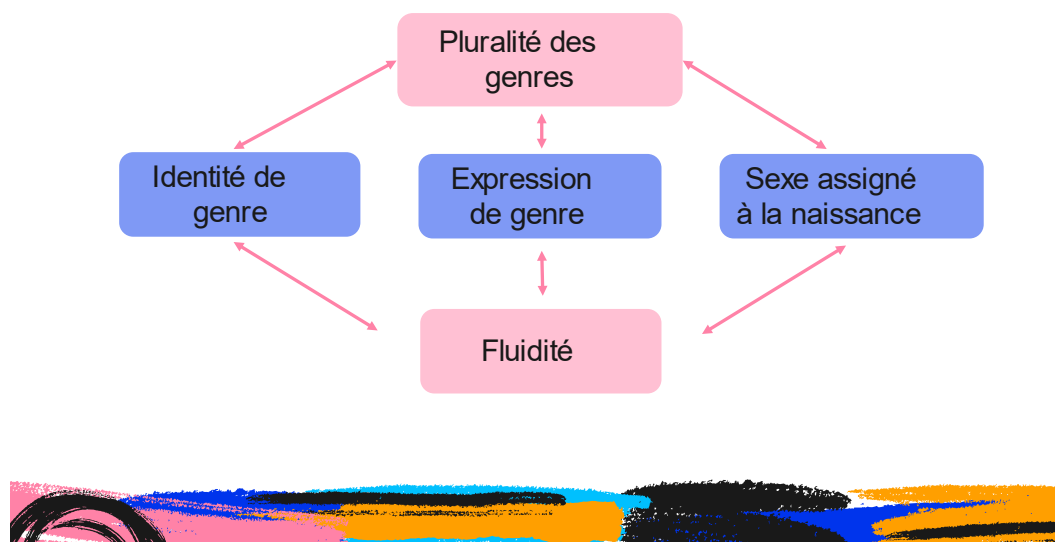 Pluralité des
genres
Identité de
genre
Expression
de genre
Sexe assigné
à la naissance
Fluidité